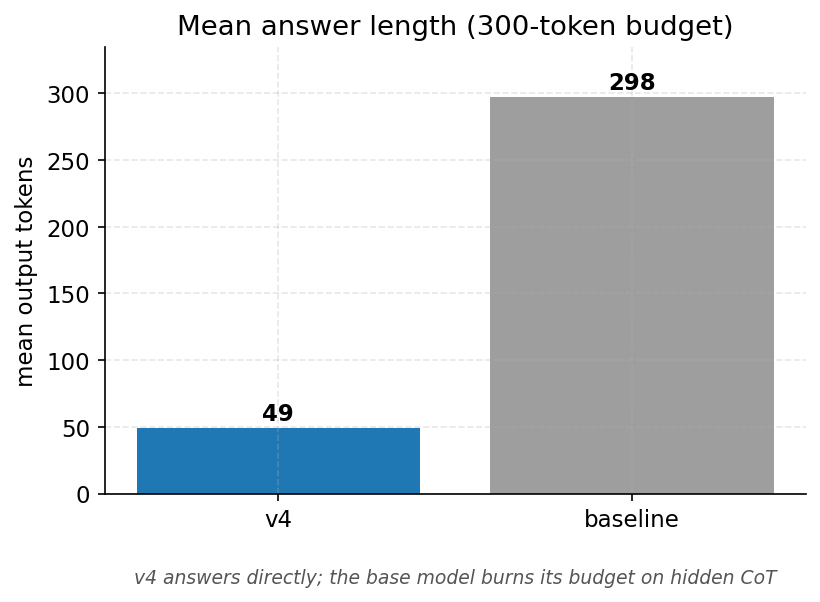 Mean answer length (300-token budget)
mean output tokens
300
250
200
150
100
50
0
49
298
v4
baseline
v4 answers directly; the base model burns its budget on hidden CoT